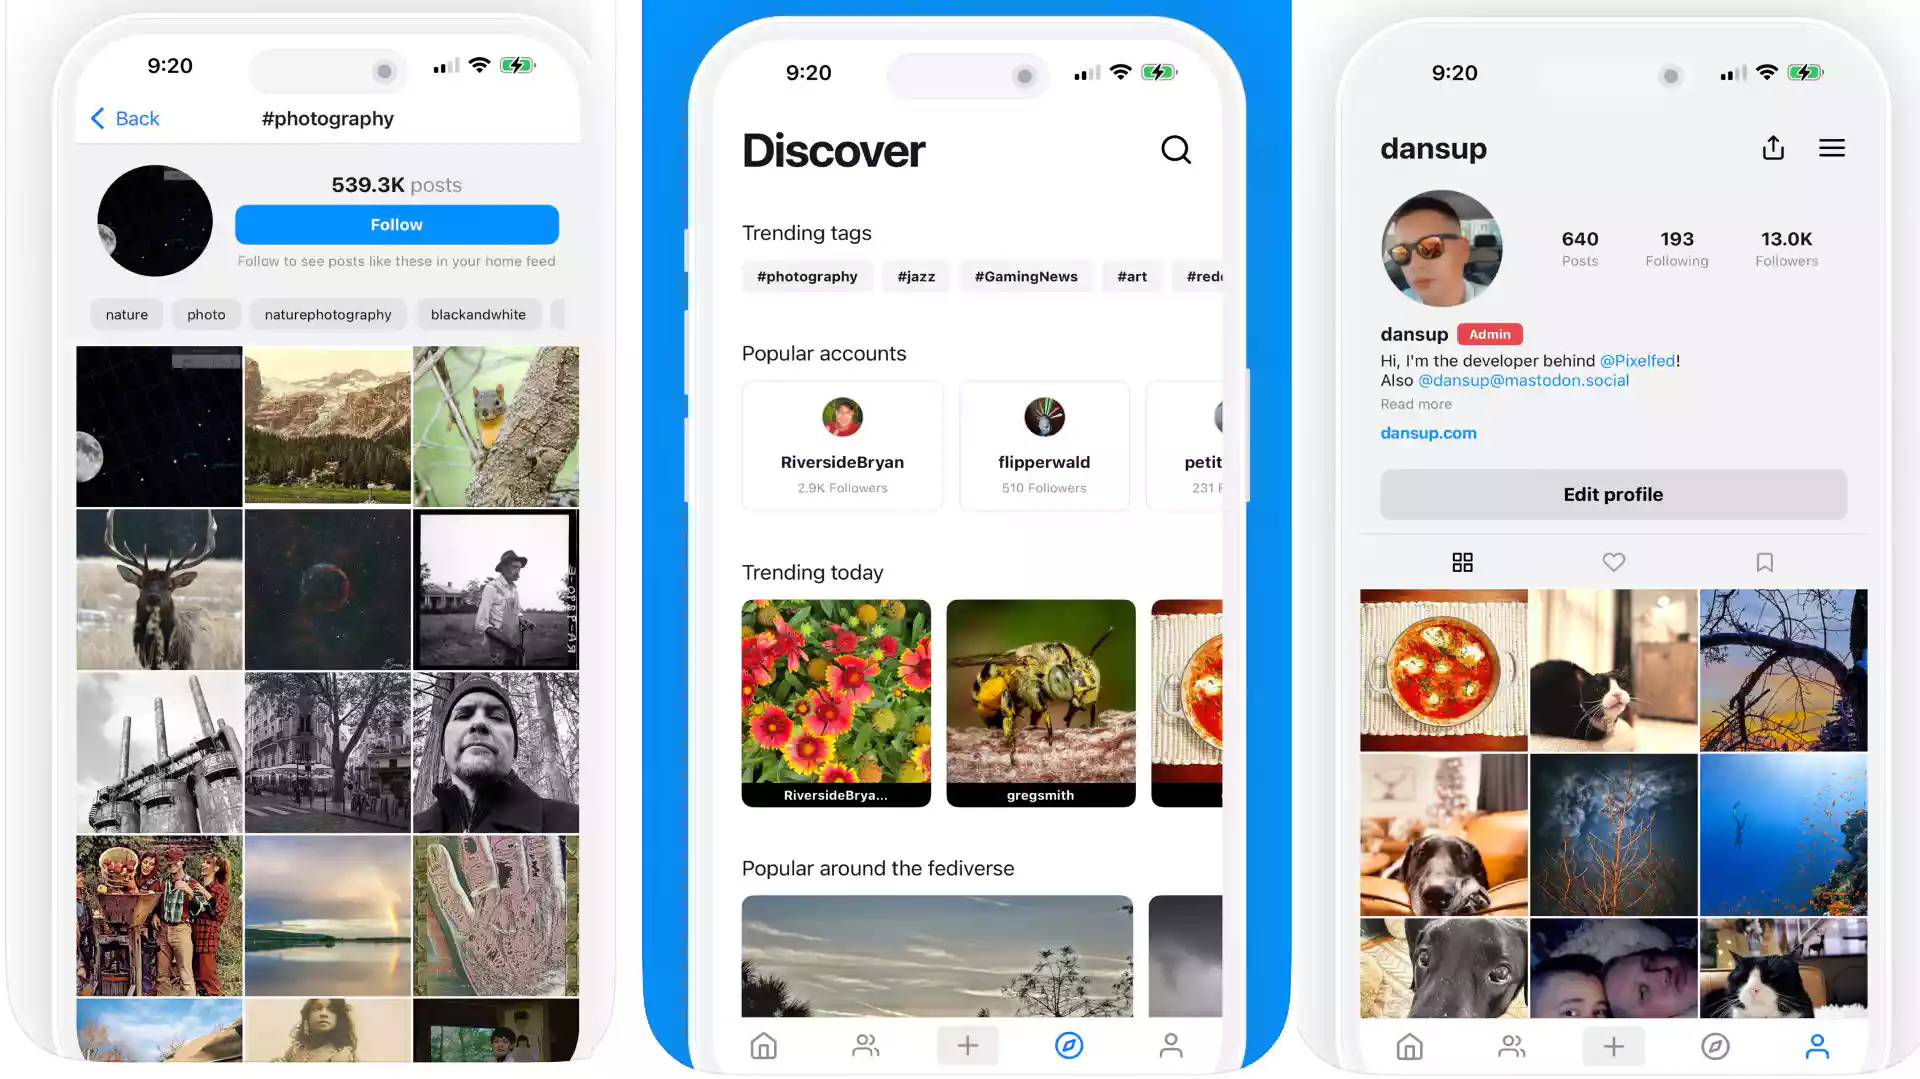 9:20
Back
#photography
539.3K posts
Follow
Follow to see posts like these in your home feed
nature
photo
naturephotography
blackandwhite
9:20
Discover
Trending tags
#photography
#jazz
#GamingNews
#art
#red
Popular accounts
RiversideBryan
2.9K Followers
flipperwald
510 Followers
petit
231 F
Trending today
RiversideBrya...
gregsmith
Popular around the fediverse
9:20
dansup
640
Posts
193
Following
13.0K
Followers
dansup Admin
Hi, I'm the developer behind @Pixelfed!
Also @dansup@mastodon.social
Read more
dansup.com
Edit profile